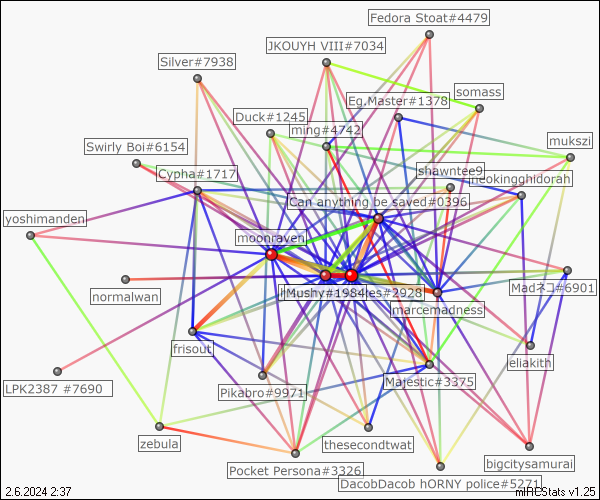 Fedora Stoat#4479
JKOUYH VIII#7034
Silver#7938
somass
Eg.Master#1378
Duck#1245
ming#4742
Swirly Boi#6154
mukszi
Cypha#1717
shawntee9
meokingghidorah
Can anything be saved#0396
yoshimanden
moonraven
Mushy#1984
es#2928
Madネコ#6901
normalwan
marcemadness
frisout
eliakith
LPK2387 #7690
Pikabro#9971
Majestic#3375
zebula
thesecondtwat
bigcitysamurai
Pocket Persona#3326
DacobDacob hORNY police#5271
2.6.2024 2:37
mIRCStats v1.25